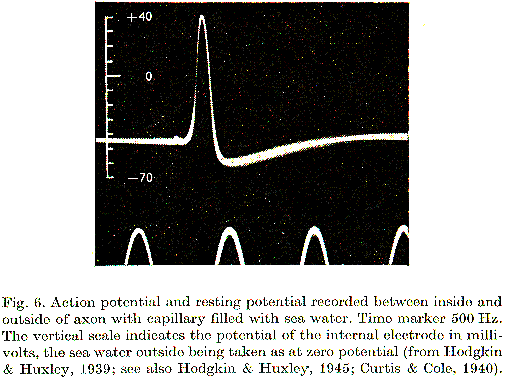 +40
0
−70
Fig. 6. Action potential and resting potential recorded between inside and
outside of axon with capillary filled with sea water. Time marker 500 Hz.
The vertical scale indicates the potential of the internal electrode in milli-
volts, the sea water outside being taken as at zero potential (from Hodgkin
& Huxley, 1939; see also Hodgkin & Huxley, 1945; Curtis & Cole, 1940).